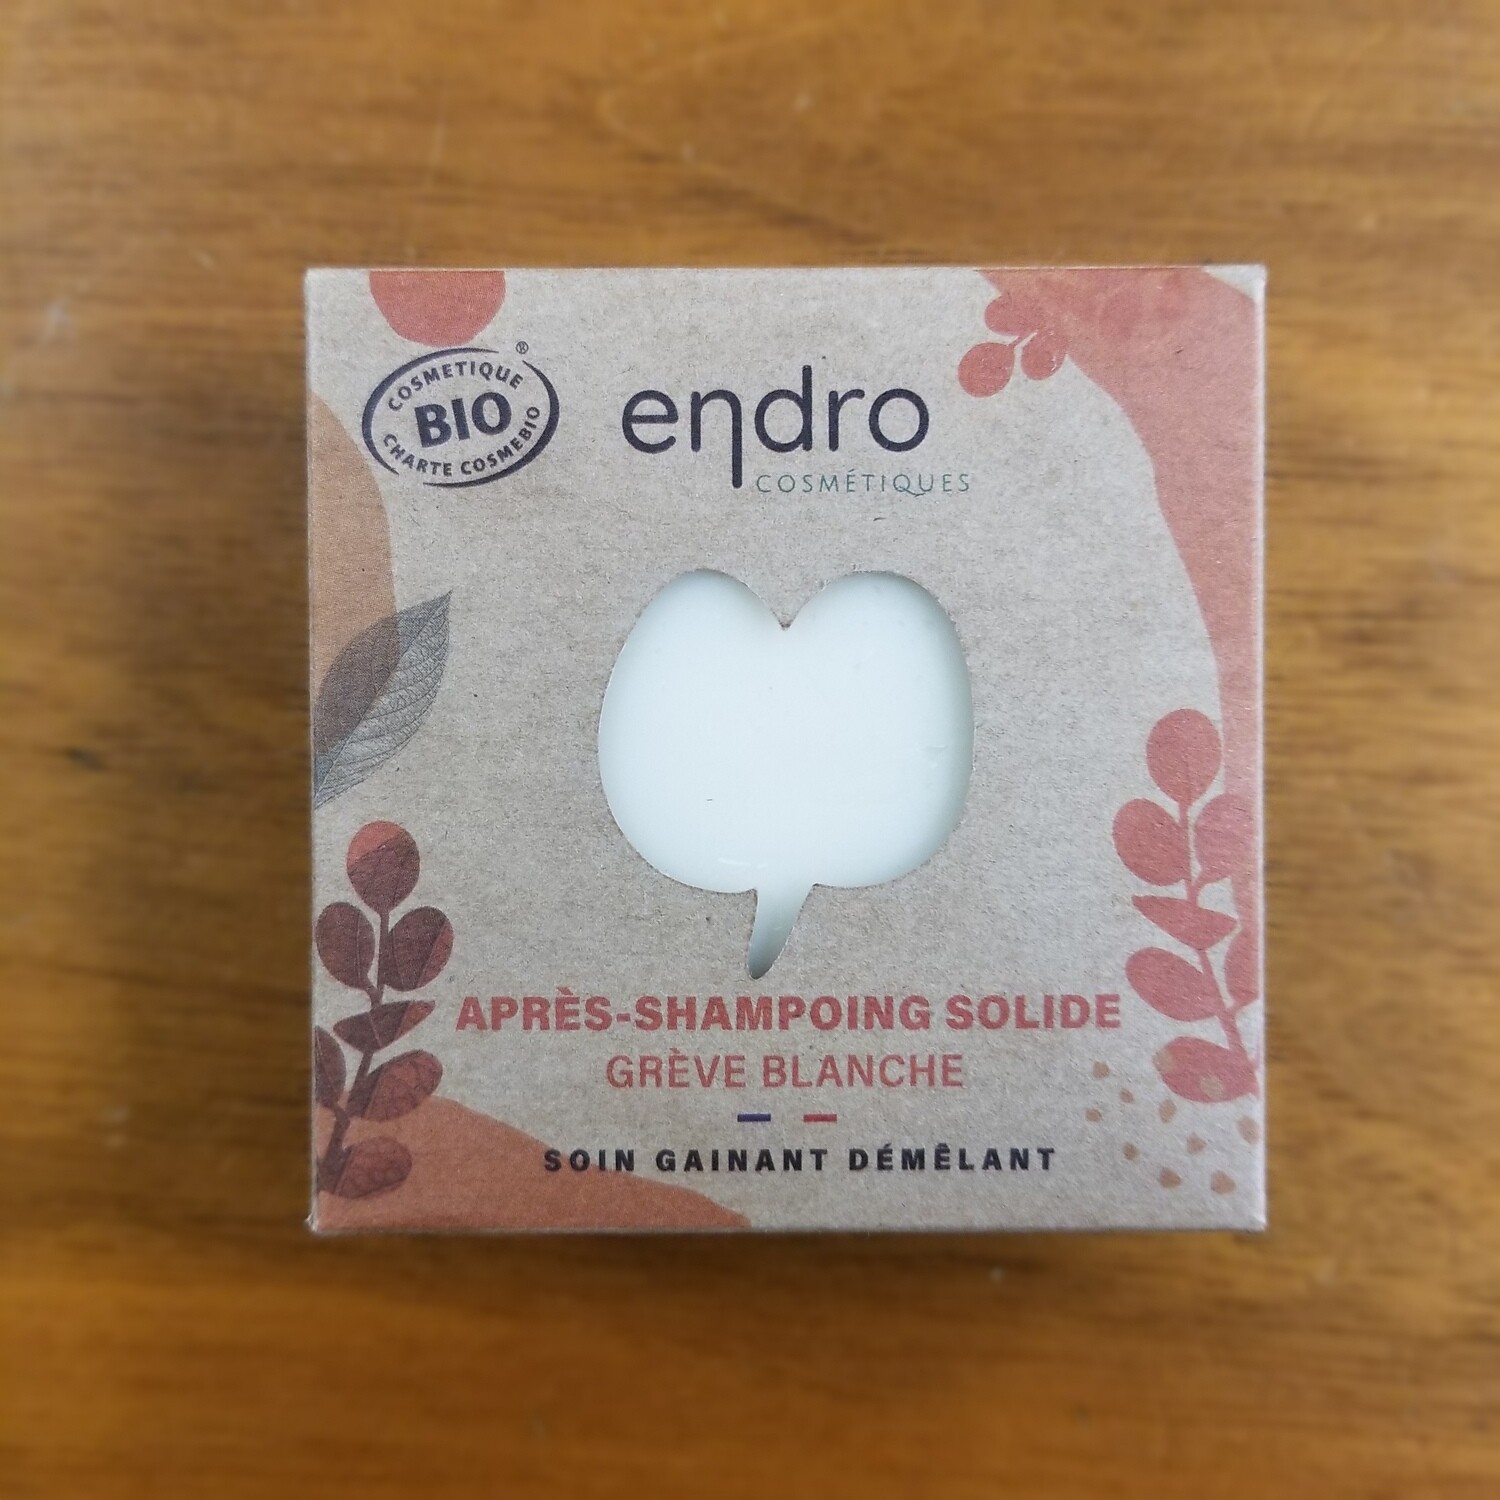 COSMETIQUE ®
BIO
CHARTE COSMEBIO
endro
COSMÉTIQUES
APRÈS-SHAMPOING SOLIDE
GRÈVE BLANCHE
SOIN GAINANT DÉMÊLANT